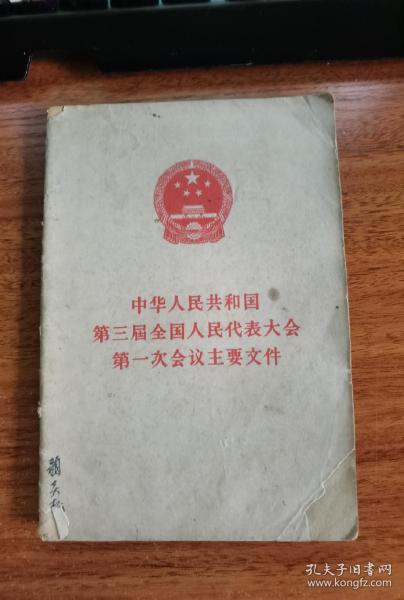 中华人民共和国
第三届全国人民代表大会
第一次会议主要文件
孔夫子旧书网
www.kongfz.com